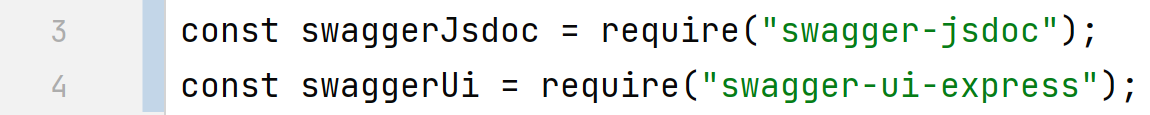 3 const swaggerJsdoc = require("swagger-jsdoc");
4 const swaggerUi = require("swagger-ui-express");